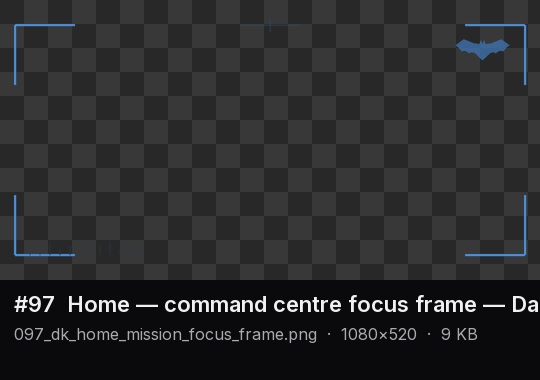 #97 Home — command centre focus frame — Da
097_dk_home_mission_focus_frame.png · 1080×520 · 9 KB